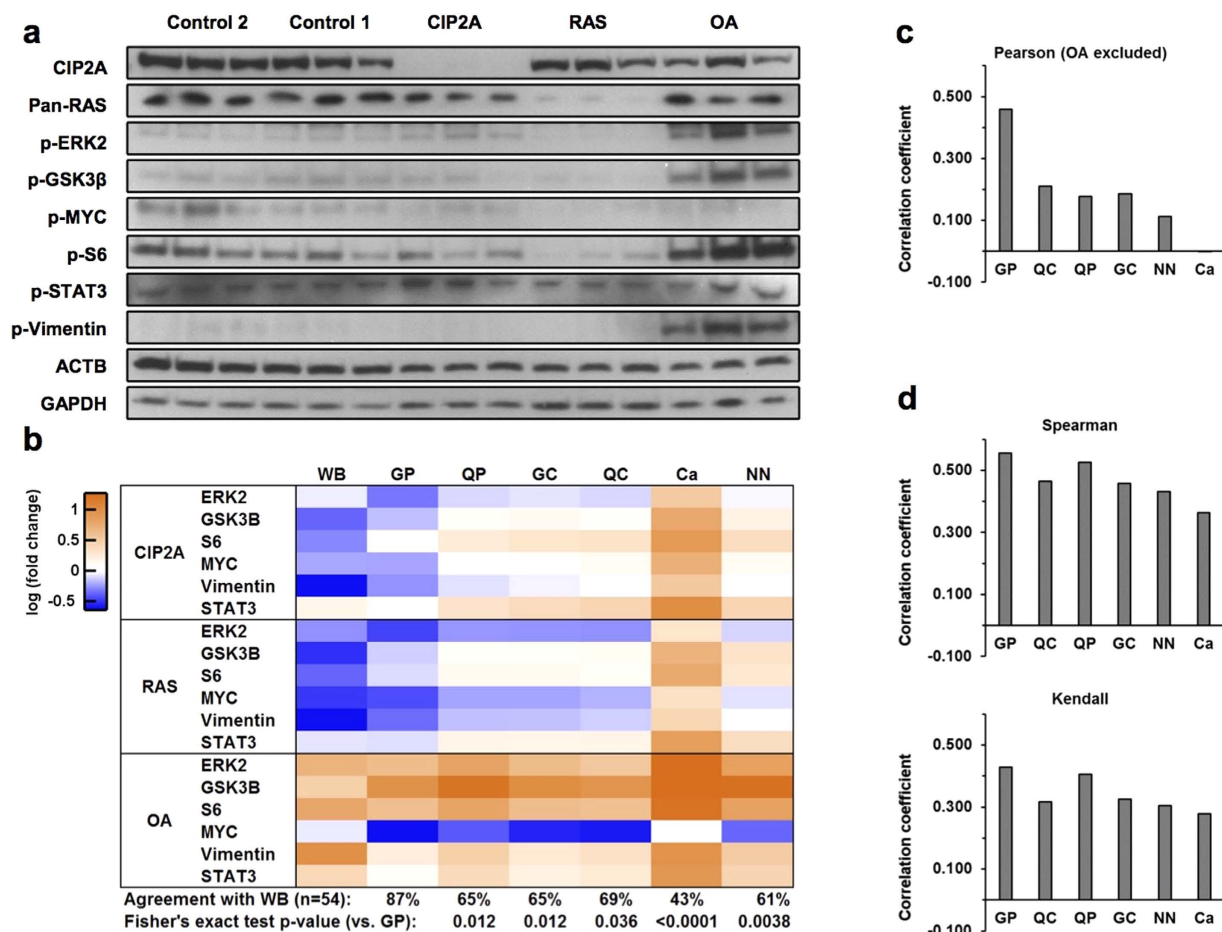 a
Control 2 Control 1 CIP2A RAS OA
CIP2A
Pan-RAS
p-ERK2
p-GSK3β
p-MYC
p-S6
p-STAT3
p-Vimentin
ACTB
GAPDH
b
WB GP QP GC QC Ca NN
log (fold change)
1
0.5
0
-0.5
CIP2A
ERK2
GSK3B
S6
MYC
Vimentin
STAT3
RAS
ERK2
GSK3B
S6
MYC
Vimentin
STAT3
OA
ERK2
GSK3B
S6
MYC
Vimentin
STAT3
Agreement with WB (n=54): 87% 65% 65% 69% 43% 61%
Fisher's exact test p-value (vs. GP): 0.012 0.012 0.036 <0.0001 0.0038
c
Pearson (OA excluded)
Correlation coefficient
0.500
0.300
0.100
-0.100
GP QC QP GC NN Ca
d
Spearman
Correlation coefficient
0.500
0.300
0.100
-0.100
GP QC QP GC NN Ca
Kendall
Correlation coefficient
0.500
0.300
0.100
-0.100
GP QC QP GC NN Ca